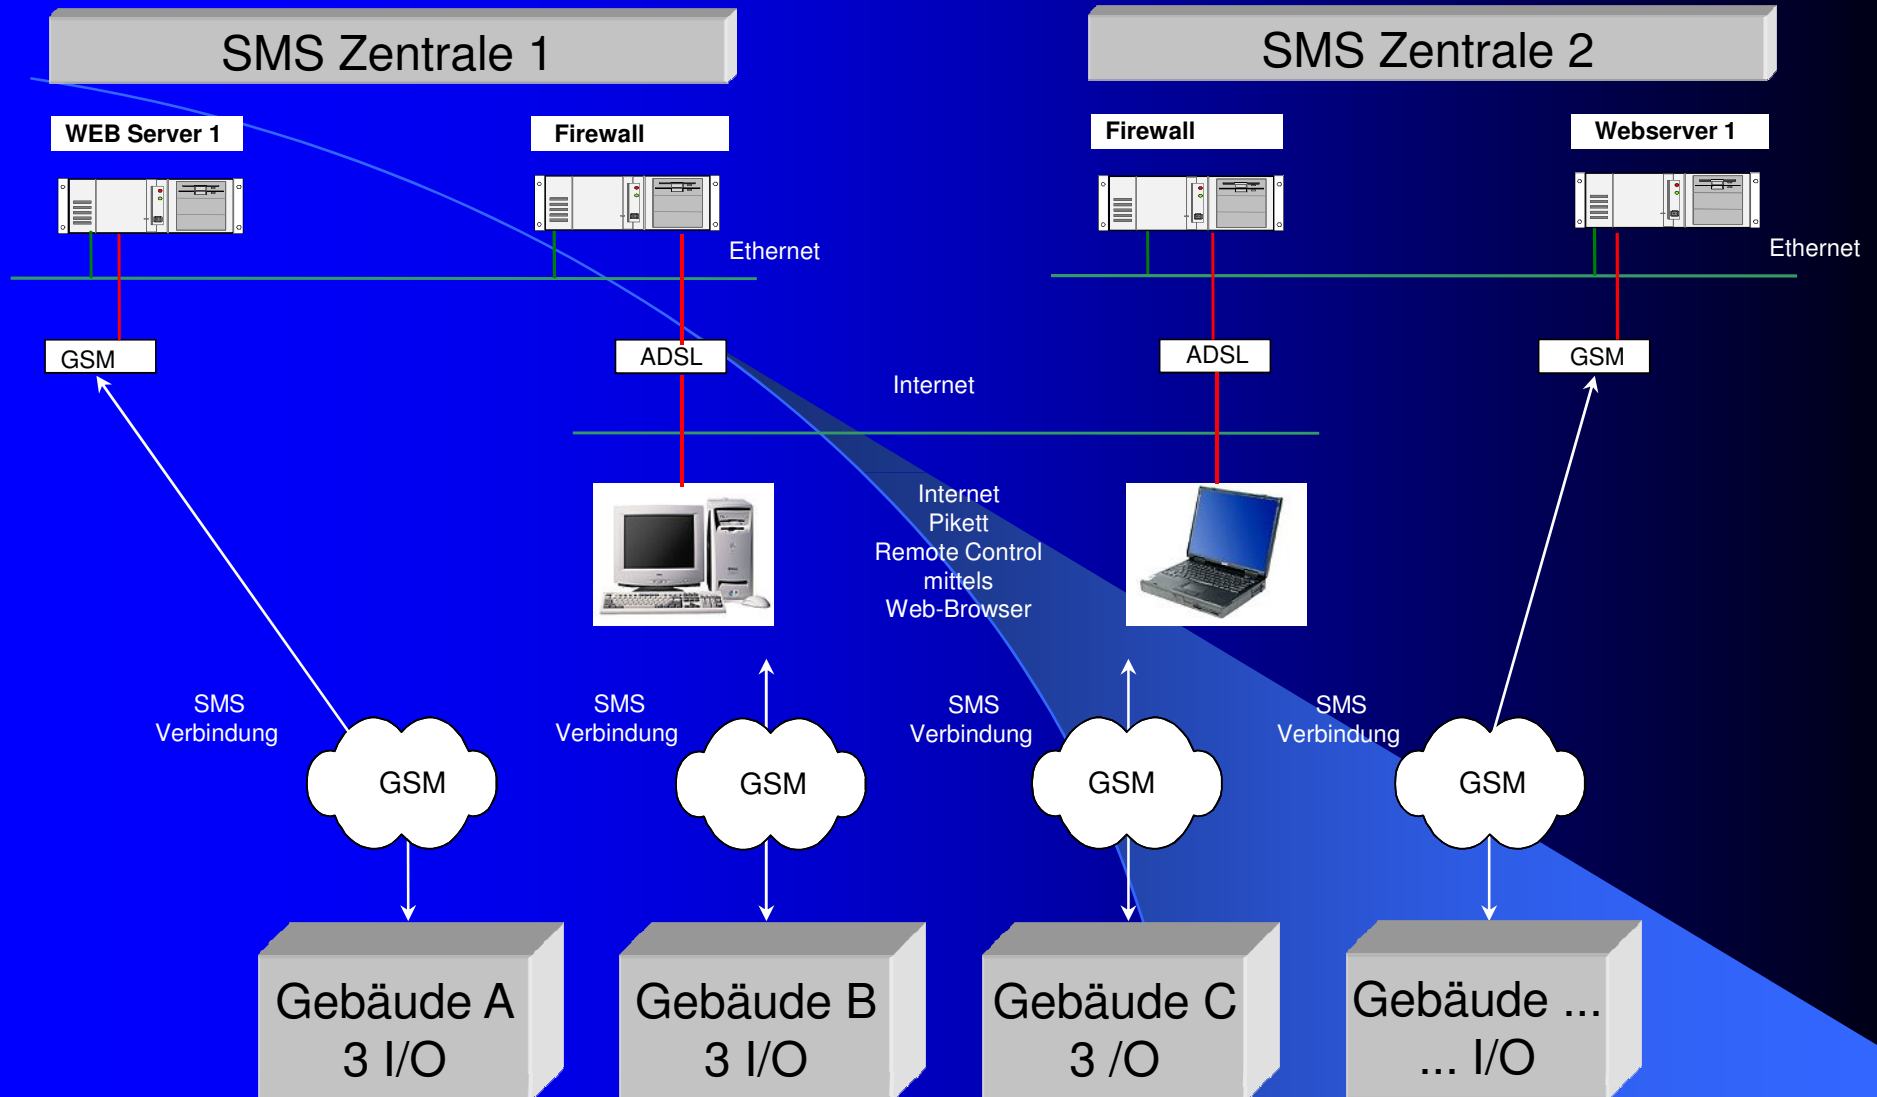 SMS Zentrale 1
SMS Zentrale 2
WEB Server 1
Firewall
Firewall
Webserver 1
Ethernet
Ethernet
GSM
ADSL
ADSL
GSM
Internet
Internet
Pikett
Remote Control
mittels
Web-Browser
SMS
Verbindung
SMS
Verbindung
SMS
Verbindung
SMS
Verbindung
GSM
GSM
GSM
GSM
Gebäude A
3 I/O
Gebäude B
3 I/O
Gebäude C
3 /O
Gebäude ...
... I/O